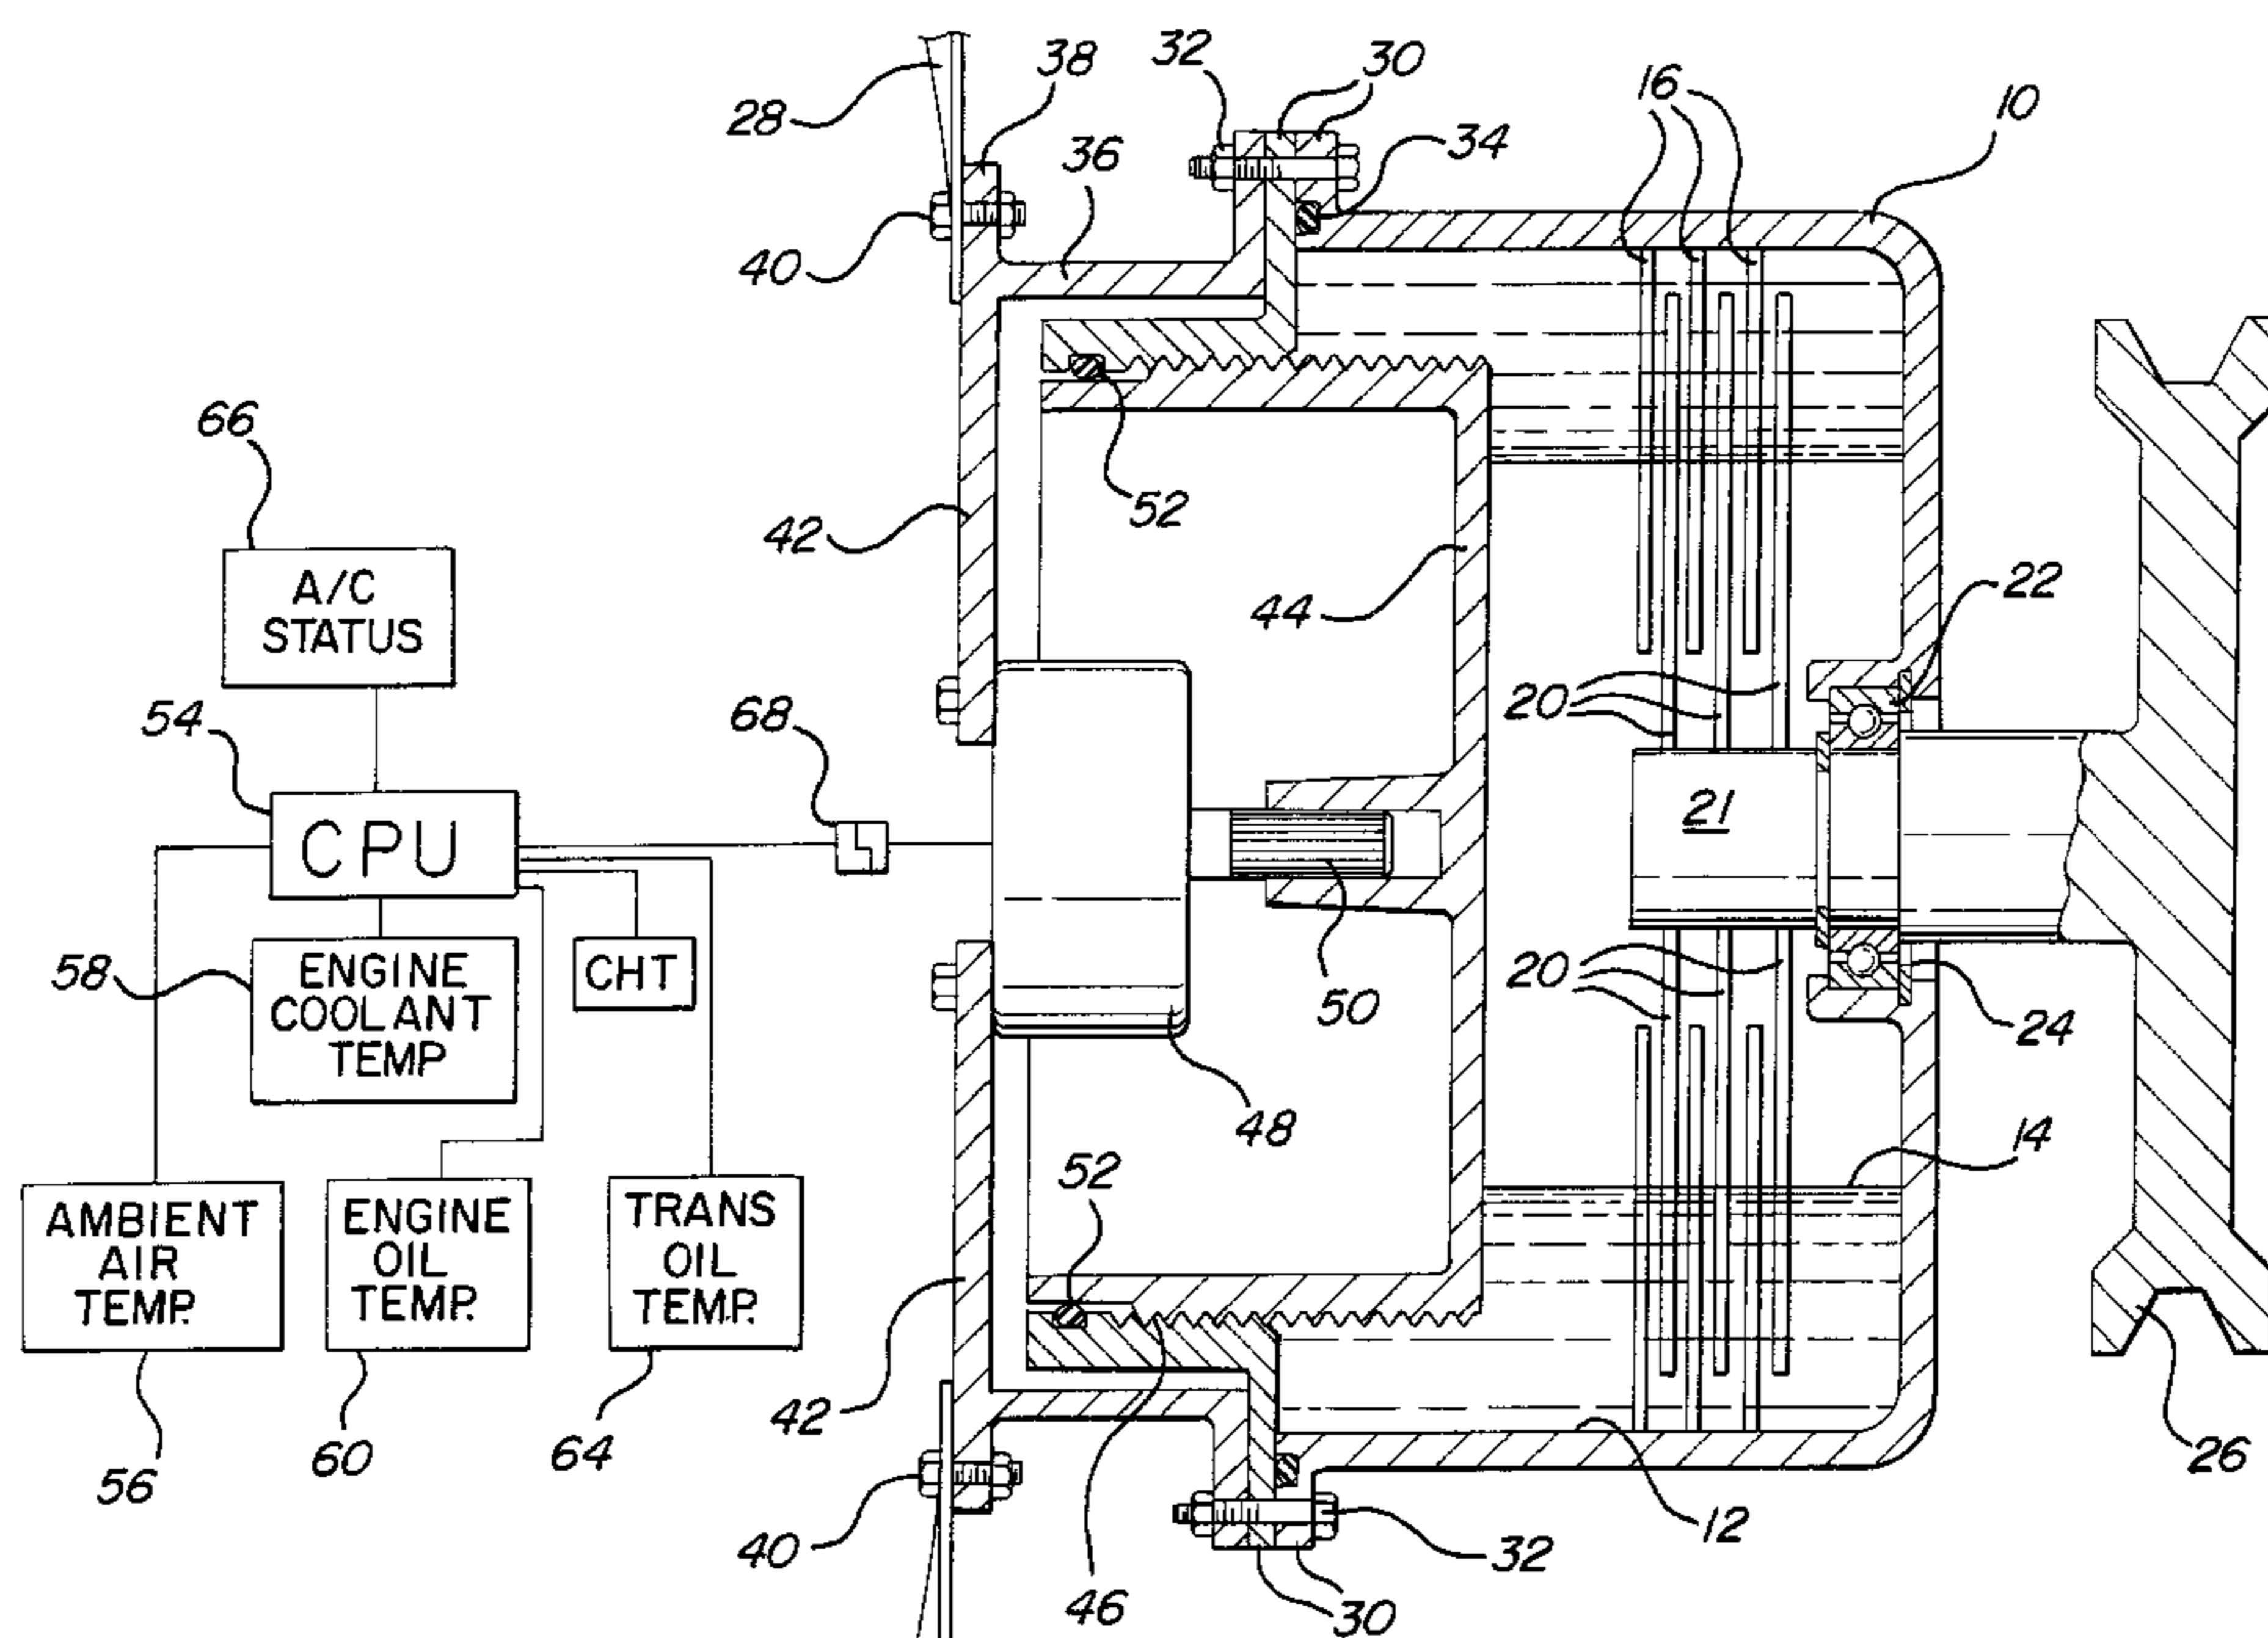 38
32
30
16
10
28
34
36
40
66
52
42
A/C
STATUS
44
22
54
68
20
CPU
21
58
ENGINE
COOLANT
TEMP
CHT
20
50
24
48
14
52
AMBIENT
AIR
TEMP.
ENGINE
OIL
TEMP.
TRANS
OIL
TEMP.
42
56
60
64
40
46
30
32
12
26